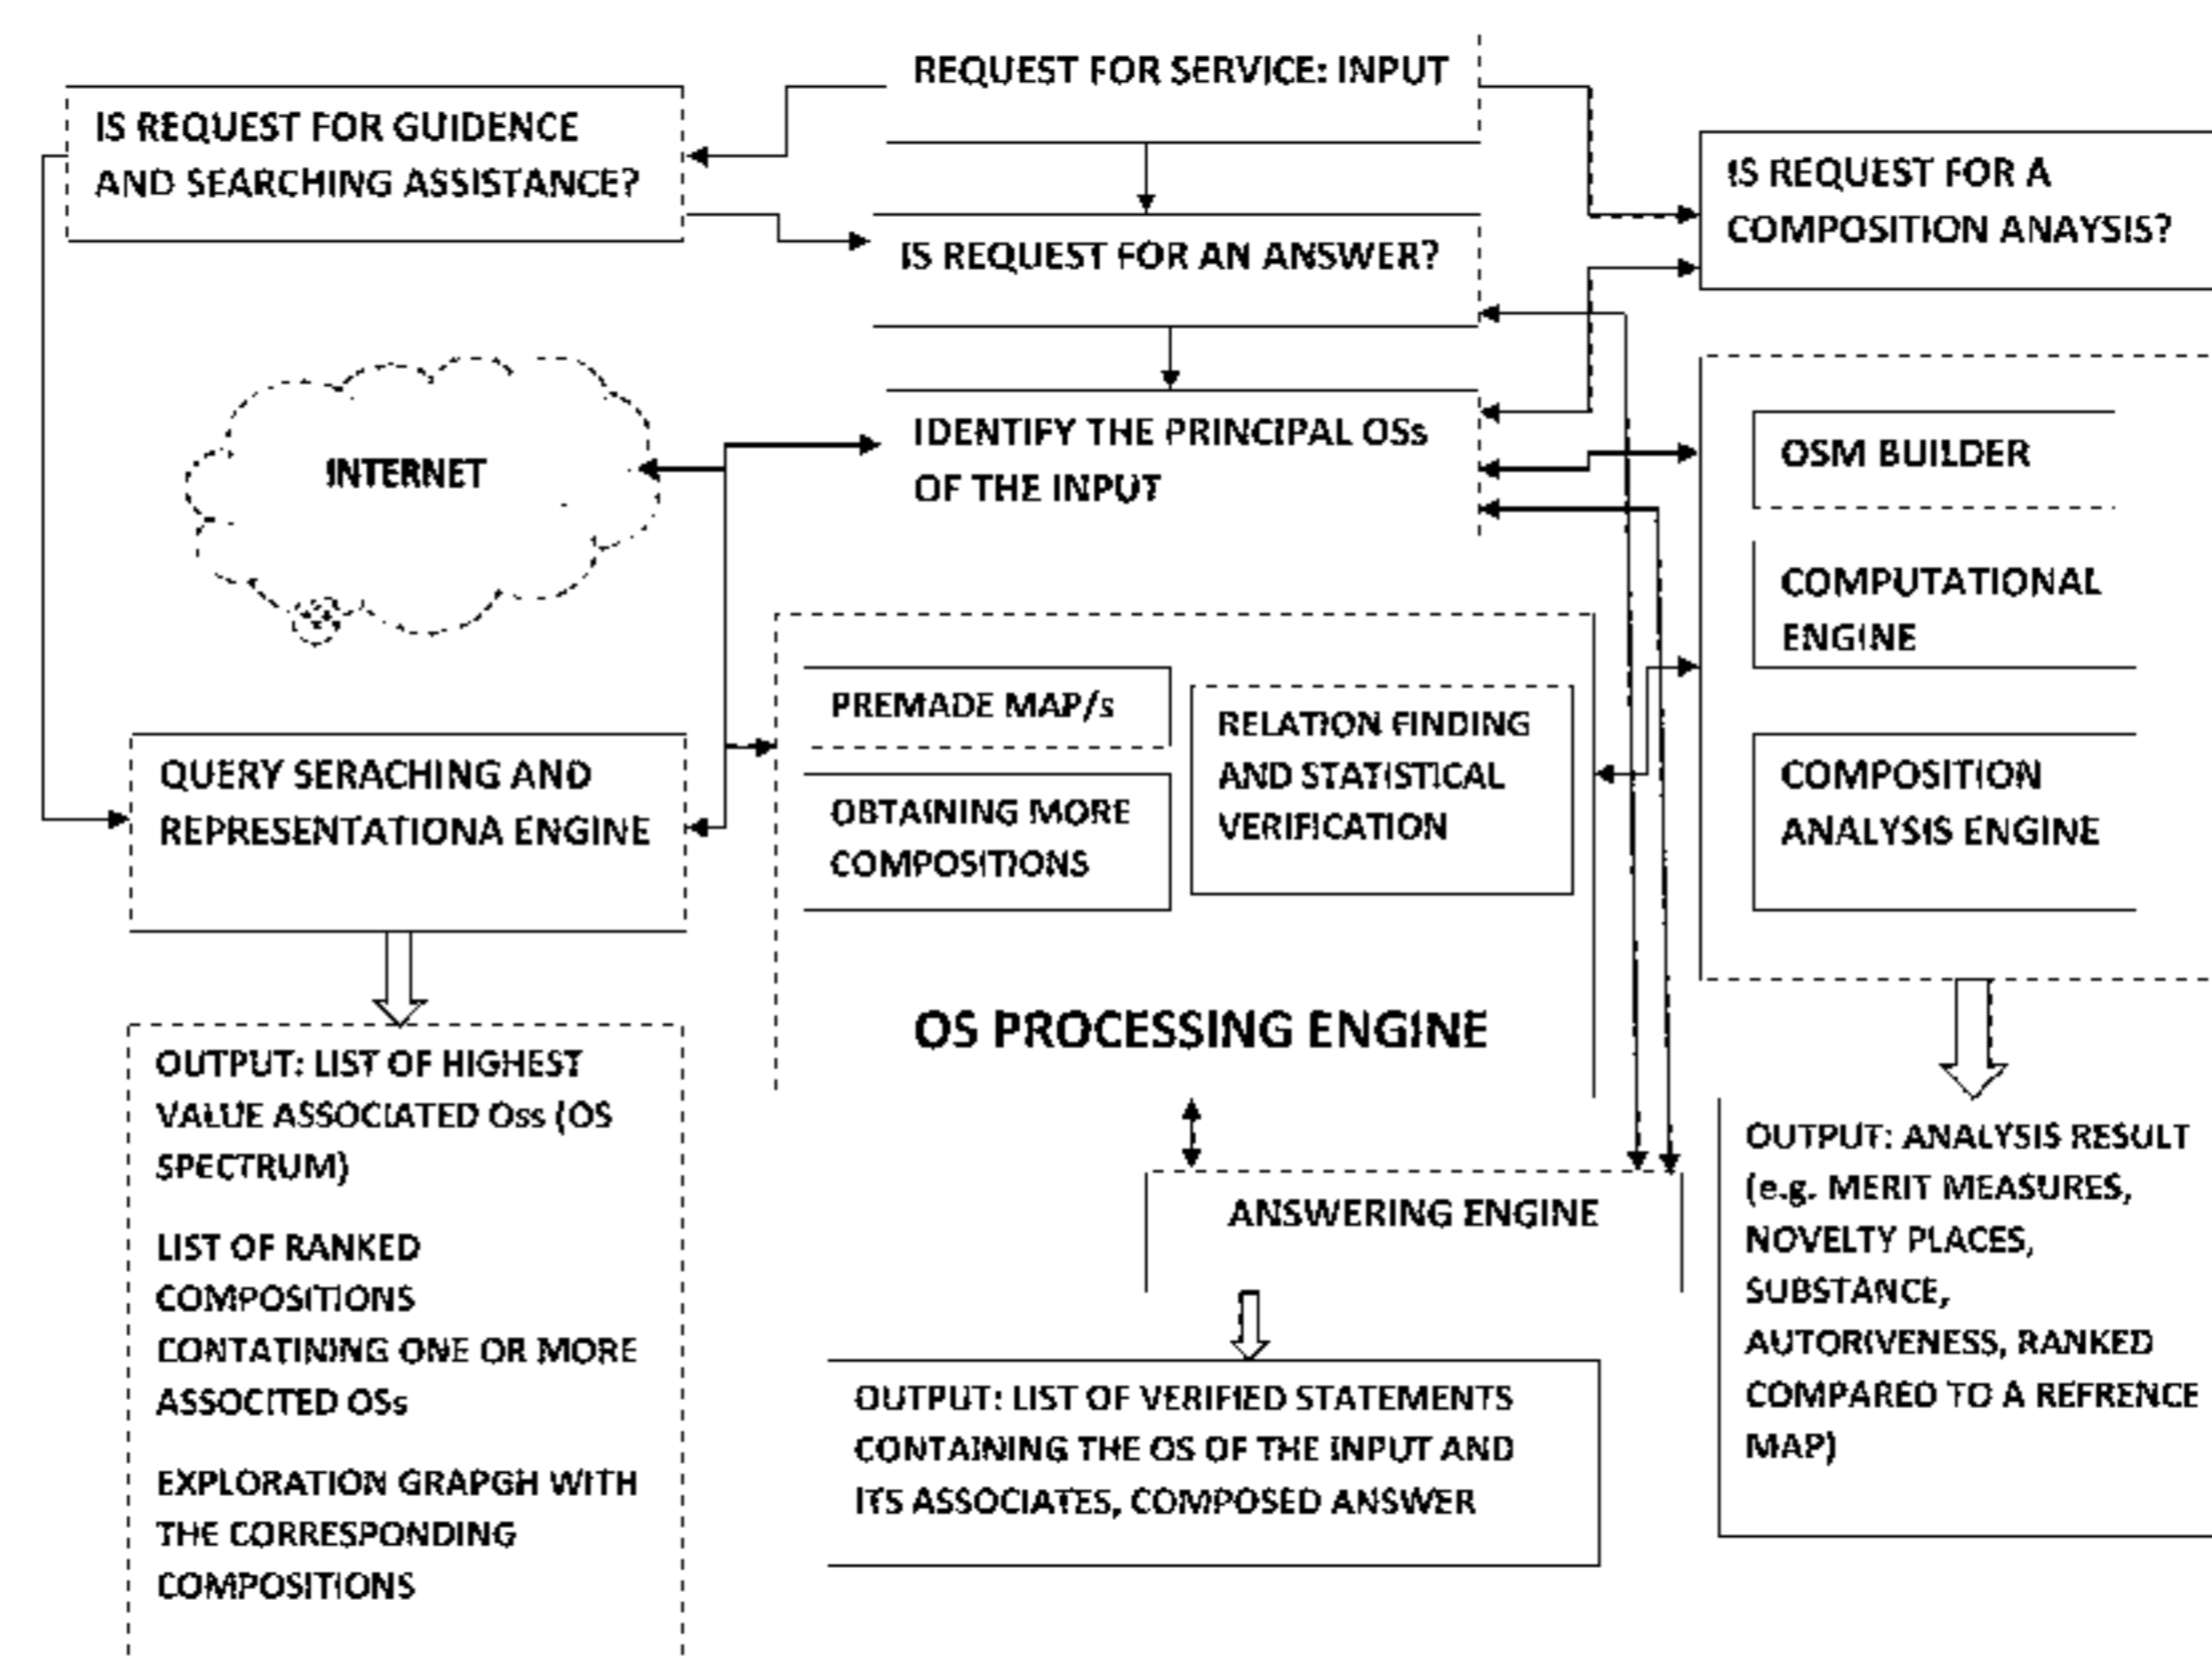 REQUEST FOR SERVICE: INPUT
IS REQUEST FOR GUIDENCE
AND SEARCHING ASSISTANCE?
IS REQUEST FOR A
COMPOSITION ANAYSIS?
IS REQUEST FOR AN ANSWER?
IDENTIFY THE PRINCIPAL OSs
OF THE INPUT
INTERNET
OSM BUILDER
COMPUTATIONAL
ENGINE
COMPOSITION
ANALYSIS ENGINE
PREMADE MAP/s
OBTAINING MORE
COMPOSITIONS
RELATION FINDING
AND STATISTICAL
VERIFICATION
OS PROCESSING ENGINE
QUERY SERACHING AND
REPRESENTATIONA ENGINE
OUTPUT: LIST OF HIGHEST
VALUE ASSOCIATED Oss (OS
SPECTRUM)
LIST OF RANKED
COMPOSITIONS
CONTATINING ONE OR MORE
ASSOCITED OSs
EXPLORATION GRAPGH WITH
THE CORRESPONDING
COMPOSITIONS
ANSWERING ENGINE
OUTPUT: LIST OF VERIFIED STATEMENTS
CONTAINING THE OS OF THE INPUT AND
ITS ASSOCIATES, COMPOSED ANSWER
OUTPUT: ANALYSIS RESULT
(e.g. MERIT MEASURES,
NOVELTY PLACES,
SUBSTANCE,
AUTORIVENESS, RANKED
COMPARED TO A REFRENCE
MAP)